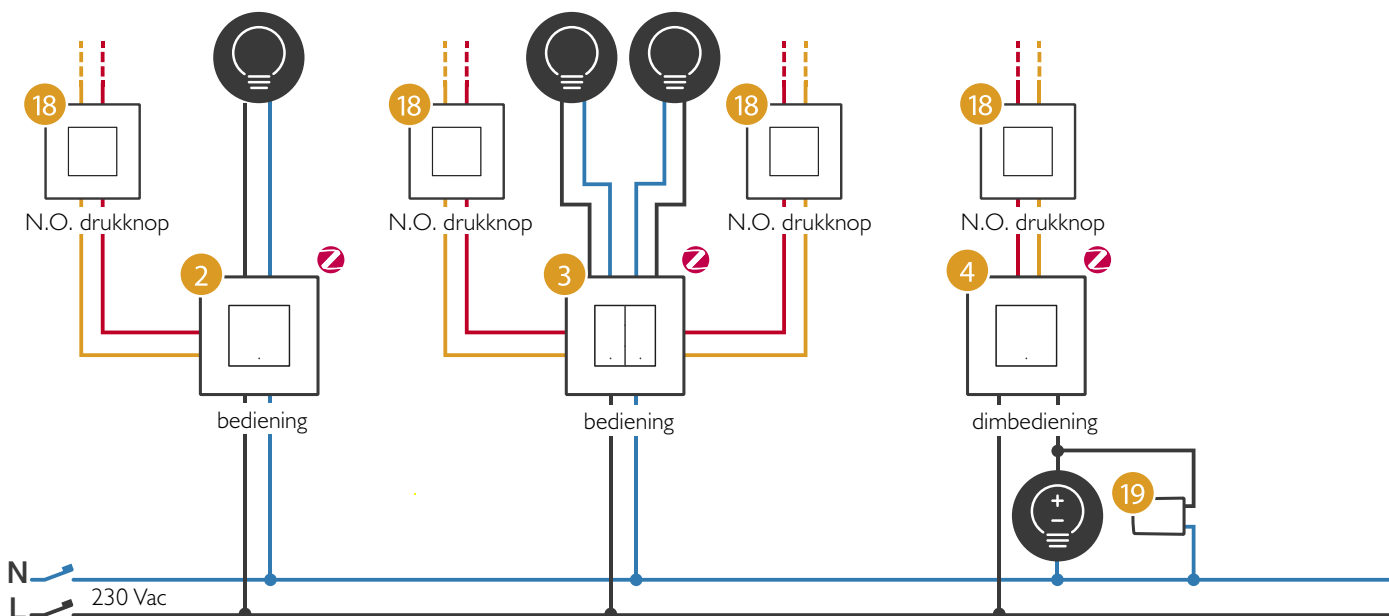 18
18
18
18
N.O. drukknop
N.O. drukknop
N.O. drukknop
N.O. drukknop
2
3
4
Z
Z
Z
bediening
bediening
dimbediening
+
−
19
N
L
230 Vac